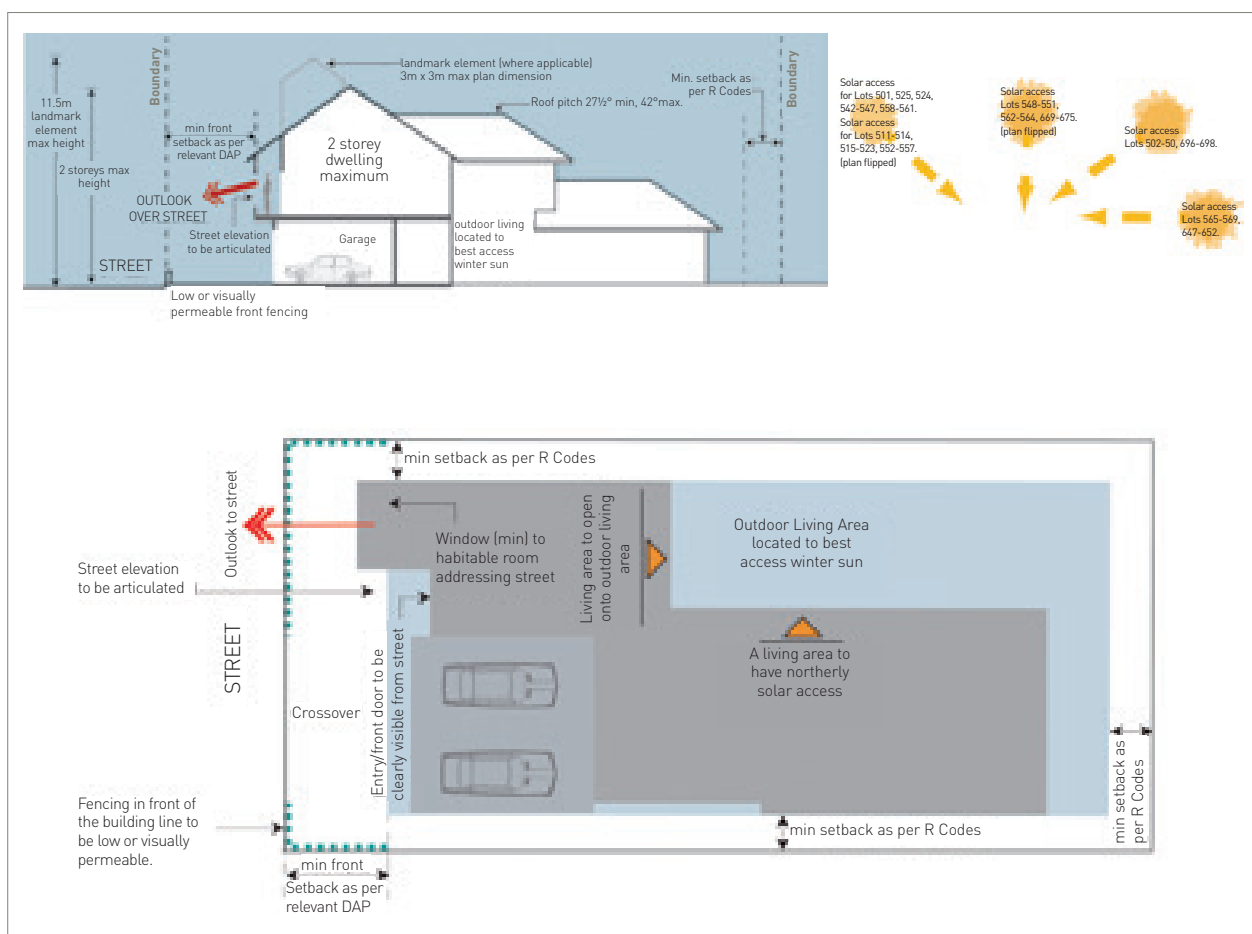 11.5m
landmark
element
max height
Boundary
min front
setback as per
relevant DAP
2 storeys max
height
OUTLOOK
OVER STREET
Street elevation
to be articulated
STREET
Low or visually
permeable front fencing
landmark element (where applicable)
3m x 3m max plan dimension
Roof pitch 27½° min, 42°max.
2 storey
dwelling
maximum
Garage
outdoor living
located to
best access
winter sun
Min. setback as
per R Codes
Boundary
Solar access
for Lots 501, 525, 524,
542-547, 558-561.
Solar access
for Lots 511-514,
515-523, 552-557.
(plan flipped)
Solar access
Lots 548-551,
562-564, 669-675.
(plan flipped)
Solar access
Lots 502-50, 696-698.
Solar access
Lots 565-569,
647-652.
min setback as per R Codes
Outlook to street
Window (min) to
habitable room
addressing street
Living area to open
onto outdoor living
area
Outdoor Living Area
located to best
access winter sun
Street elevation
to be articulated
STREET
Crossover
Entry/front door to be
clearly visible from street
A living area to
have northerly
solar access
Fencing in front of
the building line to
be low or visually
permeable.
min setback as per R Codes
min setback as
per R Codes
min front
Setback as per
relevant DAP